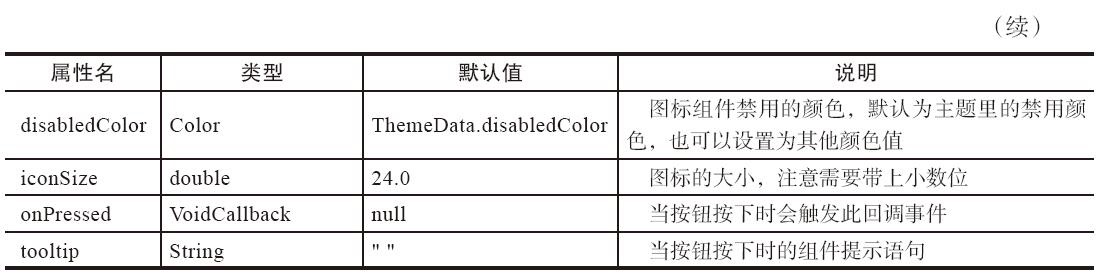 （续）
属性名 类型 默认值 说明
disabledColor Color ThemeData.disabledColor 图标组件禁用的颜色，默认为主题里的禁用颜
色，也可以设置为其他颜色值
iconSize double 24.0 图标的大小，注意需要带上小数位
onPressed VoidCallback null 当按钮按下时会触发此回调事件
tooltip String " " 当按钮按下时的组件提示语句